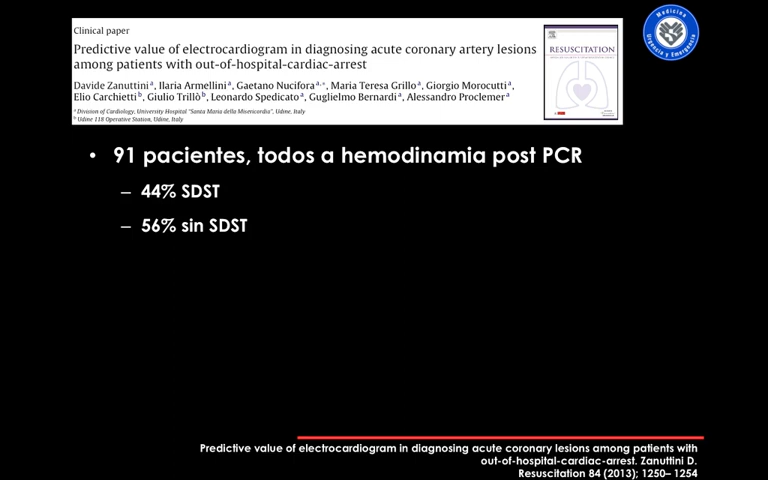 Clinical paper
Predictive value of electrocardiogram in diagnosing acute coronary artery lesions
among patients with out-of-hospital-cardiac-arrest
Davide Zanuttini a, Ilaria Armellini a, Gaetano Nucifora a,*, Maria Teresa Grillo a, Giorgio Morocutti a,
Elio Carchietti b, Giulio Trillò b, Leonardo Spedicato a, Guglielmo Bernardi a, Alessandro Proclemer a
a Division of Cardiology, University Hospital "Santa Maria della Misericordia", Udine, Italy
b Udine 118 Operative Station, Udine, Italy
RESUSCITATION
Medicina
Urgencia y Emergencia
• 91 pacientes, todos a hemodinamia post PCR
– 44% SDST
– 56% sin SDST
Predictive value of electrocardiogram in diagnosing acute coronary lesions among patients with
out-of-hospital-cardiac-arrest. Zanuttini D.
Resuscitation 84 (2013); 1250– 1254